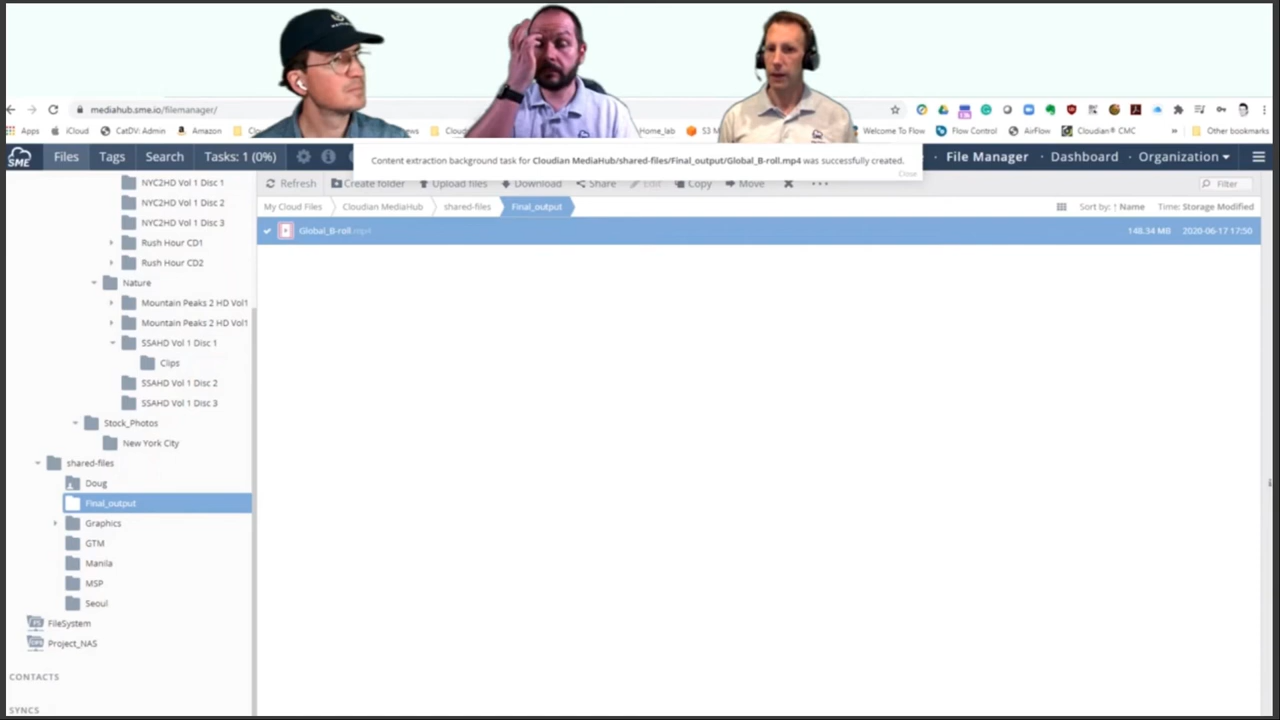 mediahub.sme.io/filemanager/
Apps iCloud CatDV: Admin Amazon Home_lab Welcome To Flow Flow Control AirFlow Cloudian® CMC » Other bookmarks
SME Files Tags Search Tasks: 1 (0%) File Manager Dashboard Organization
Content extraction background task for Cloudian MediaHub/shared-files/Final_output/Global_B-roll.mp4 was successfully created.
Close
Refresh Create folder Upload files Download Share Edit Copy Move Filter
My Cloud Files Cloudian MediaHub shared-files Final_output Sort by: ↑ Name Time: Storage Modified
Global_B-roll.mp4 148.34 MB 2020-06-17 17:50
NYC2HD Vol 1 Disc 1
NYC2HD Vol 1 Disc 2
NYC2HD Vol 1 Disc 3
Rush Hour CD1
Rush Hour CD2
Nature
Mountain Peaks 2 HD Vol1
Mountain Peaks 2 HD Vol1
SSAHD Vol 1 Disc 1
Clips
SSAHD Vol 1 Disc 2
SSAHD Vol 1 Disc 3
Stock_Photos
New York City
shared-files
Doug
Final_output
Graphics
GTM
Manila
MSP
Seoul
FileSystem
Project_NAS
CONTACTS
SYNCS